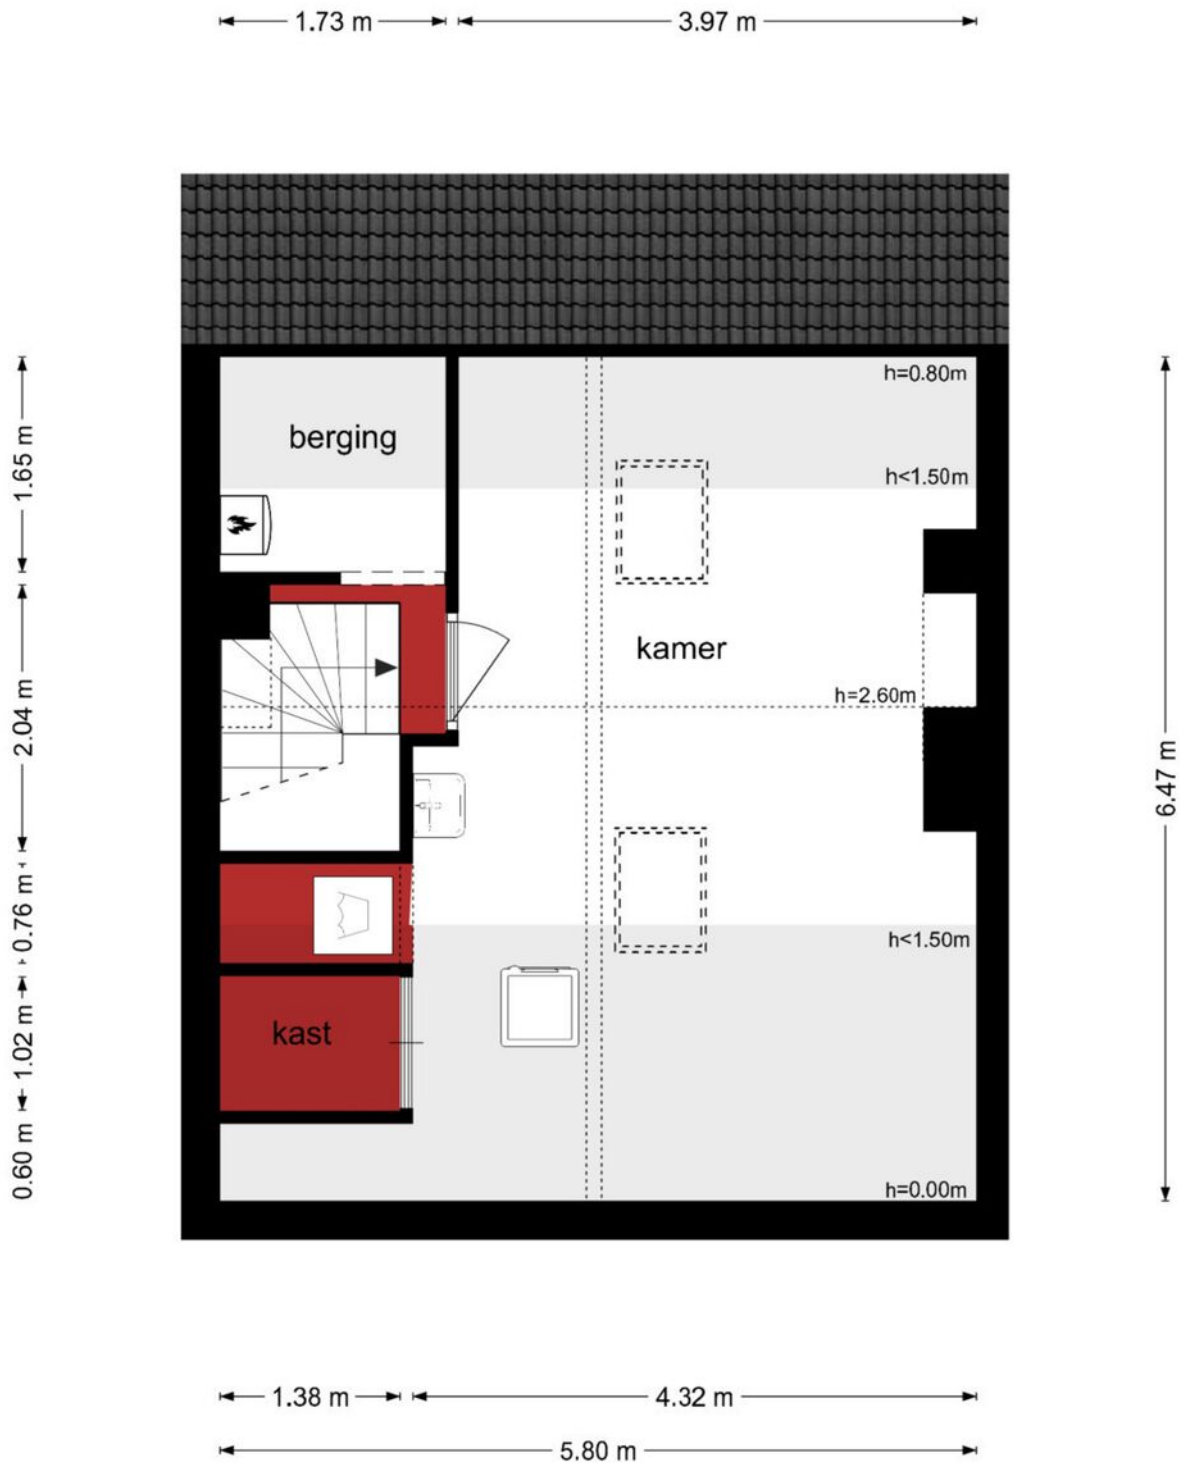 1.73 m
3.97 m
h=0.80m
berging
h<1.50m
1.65 m
kamer
h=2.60m
2.04 m
6.47 m
0.76 m
h<1.50m
kast
1.02 m
0.60 m
h=0.00m
1.38 m
4.32 m
5.80 m